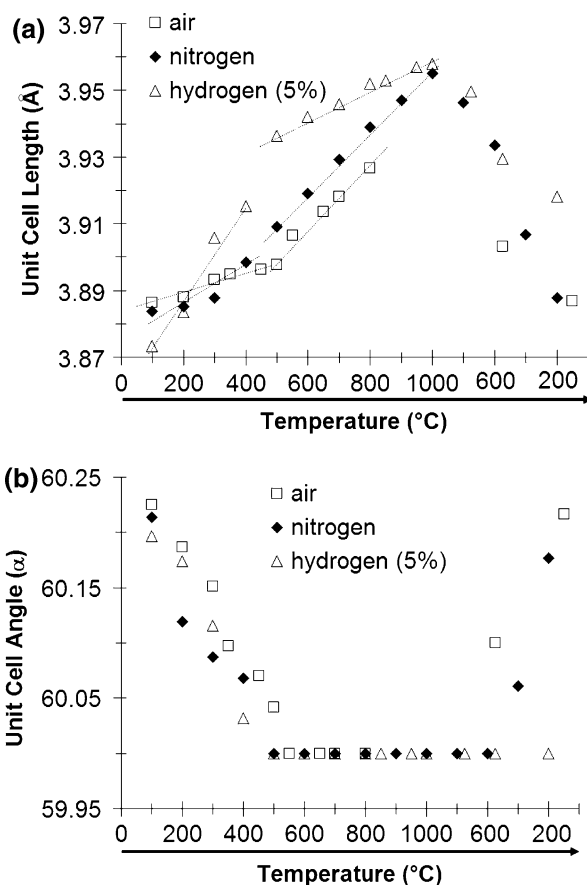 (a)
3.97
3.95
3.93
3.91
3.89
3.87
Unit Cell Length (Å)
air
nitrogen
hydrogen (5%)
0 200 400 600 800 1000 600 200
Temperature (°C)
(b)
60.25
60.15
60.05
59.95
Unit Cell Angle (α)
air
nitrogen
hydrogen (5%)
0 200 400 600 800 1000 600 200
Temperature (°C)